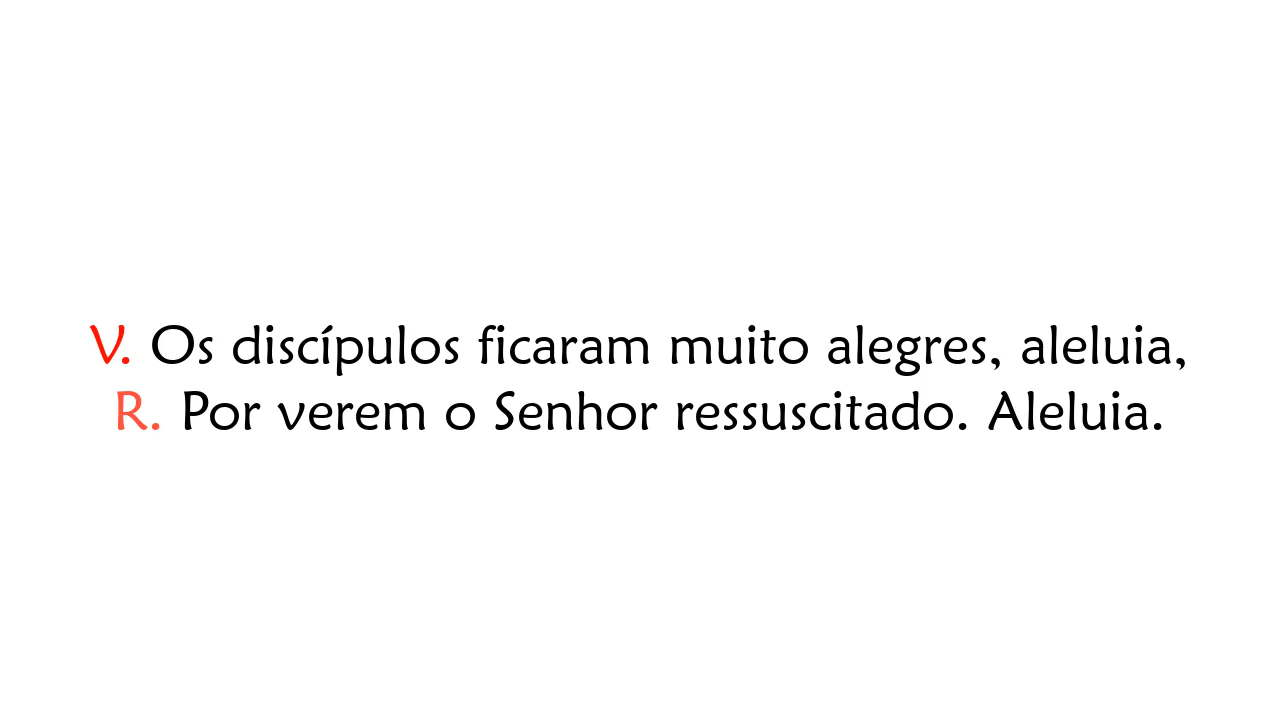 V. Os discípulos ficaram muito alegres, aleluia,
R. Por verem o Senhor ressuscitado. Aleluia.